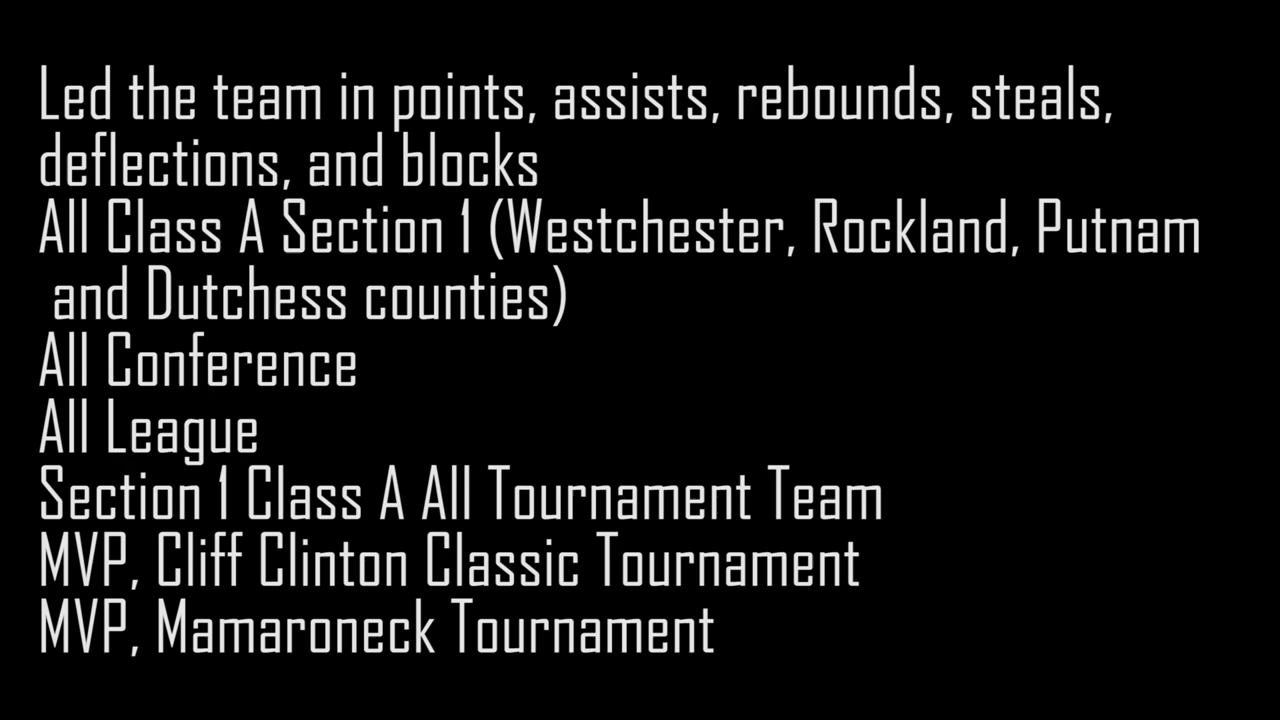 Led the team in points, assists, rebounds, steals,
deflections, and blocks
All Class A Section 1 (Westchester, Rockland, Putnam
and Dutchess counties)
All Conference
All League
Section 1 Class A All Tournament Team
MVP, Cliff Clinton Classic Tournament
MVP, Mamaroneck Tournament